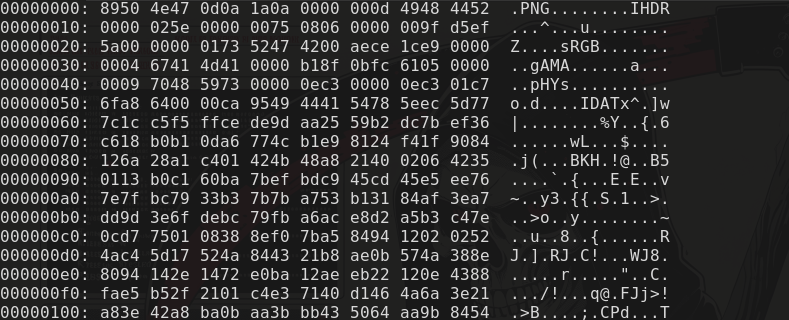 00000000: 8950 4e47 0d0a 1a0a 0000 000d 4948 4452 .PNG........IHDR
00000010: 0000 025e 0000 0075 0806 0000 009f d5ef ...^...u........
00000020: 5a00 0000 0173 5247 4200 aece 1ce9 0000 Z....sRGB.......
00000030: 0004 6741 4d41 0000 b18f 0bfc 6105 0000 ..gAMA......a...
00000040: 0009 7048 5973 0000 0ec3 0000 0ec3 01c7 ..pHYs..........
00000050: 6fa8 6400 00ca 9549 4441 5478 5eec 5d77 o.d....IDATx^.]w
00000060: 7c1c c5f5 ffce de9d aa25 59b2 dc7b ef36 |........%Y..{.6
00000070: c618 b0b1 0da6 774c b1e9 8124 f41f 9084 ......wL...$....
00000080: 126a 28a1 c401 424b 48a8 2140 0206 4235 .j(...BKH.!@..B5
00000090: 0113 b0c1 60ba 7bef bdc9 45cd 45e5 ee76 ....`.{...E.E..v
000000a0: 7e7f bc79 33b3 7b7b a753 b131 84af 3ea7 ~..y3.{{.S.1..>.
000000b0: dd9d 3e6f debc 79fb a6ac e8d2 a5b3 c47e ..>o..y........~
000000c0: 0cd7 7501 0838 8ef0 7ba5 8494 1202 0252 ..u..8..{......R
000000d0: 4ac4 5d17 524a 8443 21b8 ae0b 574a 388e J.].RJ.C!...WJ8.
000000e0: 8094 142e 1472 e0ba 12ae eb22 120e 4388 .....r....."..C.
000000f0: fae5 b52f 2101 c4e3 7140 d146 4a6a 3e21 .../!...q@.FJj>!
00000100: a83e 42a8 ba0b aa3b bb43 5064 aa9b 8454 .>B....;.CPd...T